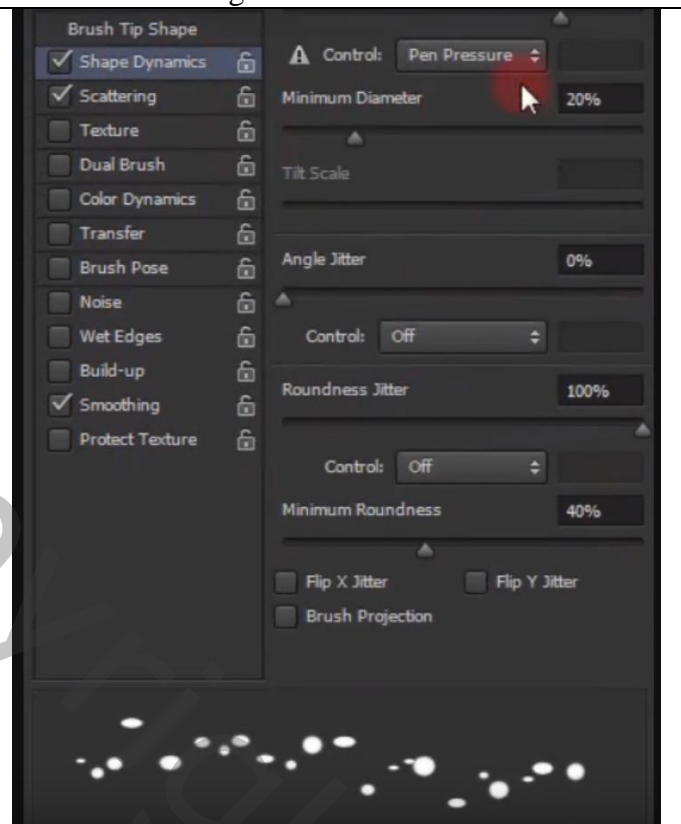 Brush Tip Shape
Shape Dynamics
Scattering
Texture
Dual Brush
Color Dynamics
Transfer
Brush Pose
Noise
Wet Edges
Build-up
Smoothing
Protect Texture
Control: Pen Pressure
Minimum Diameter 20%
Tilt Scale
Angle Jitter 0%
Control: Off
Roundness Jitter 100%
Control: Off
Minimum Roundness 40%
Flip X Jitter Flip Y Jitter
Brush Projection